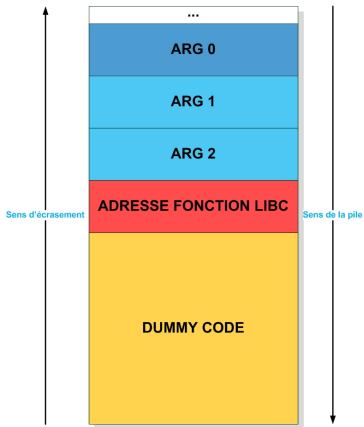 ...
ARG 0
ARG 1
ARG 2
ADRESSE FONCTION LIBC
Sens d'écrasement
Sens de la pile
DUMMY CODE